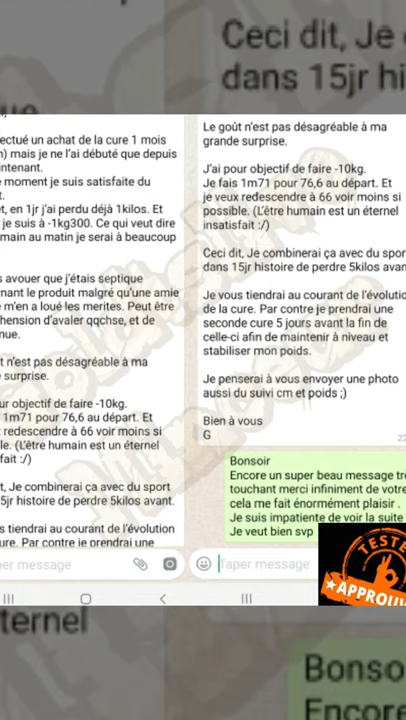 Ceci dit, Je
dans 15jr
ectué un achat de la cure 1 mois
mais je ne l'ai débuté que depuis
intenant.
moment je suis satisfaite du
t, en 1jr j'ai perdu déjà 1kilos. Et
je suis à -1kg300. Ce qui veut dire
main au matin je serai à beaucoup
avouer que j'étais septique
nant le produit malgré qu'une amie
m'en a loué les merites. Peut être
hension d'avaler qqchse, et de
nue.
t n'est pas désagréable à ma
surprise.
ur objectif de faire -10kg.
1m71 pour 76,6 au départ. Et
redescendre à 66 voir moins si
le. (L'être humain est un éternel
fait :/)
t, Je combinerai ça avec du sport
5jr histoire de perdre 5kilos avant.
s tiendrai au courant de l'évolution
ure. Par contre je prendrai une
er message
Le goût n'est pas désagréable à ma
grande surprise.
J'ai pour objectif de faire -10kg.
Je fais 1m71 pour 76,6 au départ. Et
je veux redescendre à 66 voir moins si
possible. (L'être humain est un éternel
insatisfait :/)
Ceci dit, Je combinerai ça avec du spor
dans 15jr histoire de perdre 5kilos avan
Je vous tiendrai au courant de l'évolutio
de la cure. Par contre je prendrai une
seconde cure 5 jours avant la fin de
celle-ci afin de maintenir à niveau et
stabiliser mon poids.
Je penserai à vous envoyer une photo
aussi du suivi cm et poids ;)
Bien à vous
G
22
Bonsoir
Encore un super beau message tr
touchant merci infiniment de votre
cela me fait énormément plaisir .
Je suis impatiente de voir la suite
Je veut bien svp
Taper message
TESTE
APPROUV
ternel
Bonso
Encore